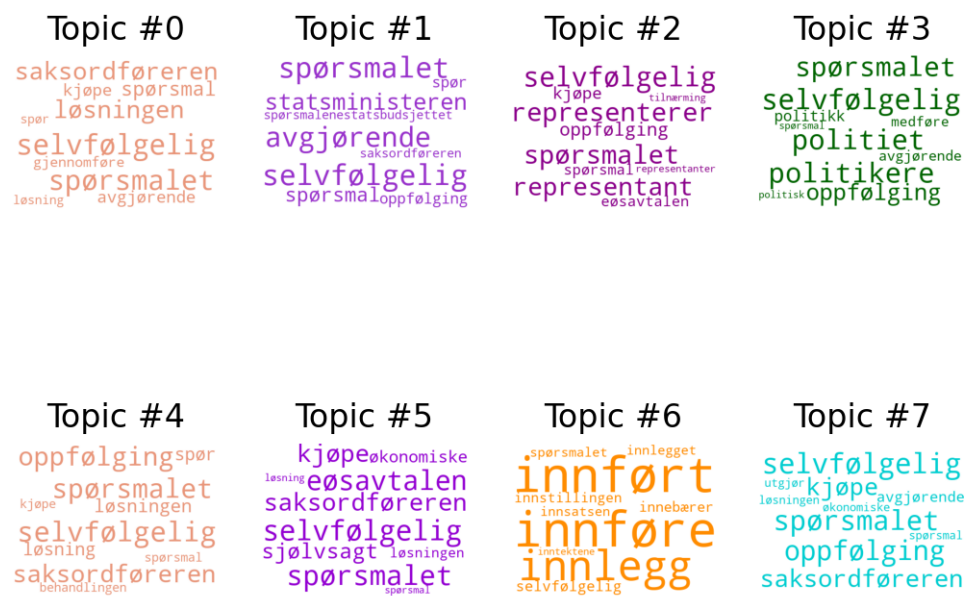 Topic #0
saksordføreren
kjøpe spørsmal
løsningen
spør
selvfølgelig
gjennomføre
spørsmalet
løsning avgjørende
Topic #1
spørsmalet
spør
statsministeren
spørsmalene statsbudsjettet
avgjørende
saksordføreren
selvfølgelig
spørsmal oppfølging
Topic #2
selvfølgelig
kjøpe tilnærming
representerer
oppfølging
spørsmalet
spørsmal representanter
representant
eøsavtalen
Topic #3
spørsmalet
selvfølgelig
politikk medføre
spørsmal
politiet
avgjørende
politikere
politisk oppfølging
Topic #4
oppfølging spør
spørsmalet
kjøpe løsningen
selvfølgelig
løsning
spørsmal
saksordføreren
behandlingen
Topic #5
kjøpe økonomiske
løsning eøsavtalen
saksordføreren
selvfølgelig
sjølvsagt løsningen
spørsmalet
spørsmal
Topic #6
spørsmalet innlegget
innført
innstillingen
innsatsen innebærer
innføre
inntektene
innlegg
selvfølgelig
Topic #7
selvfølgelig
utgjør kjøpe
løsningen avgjørende
økonomiske
spørsmalet
spørsmal
oppfølging
saksordføreren